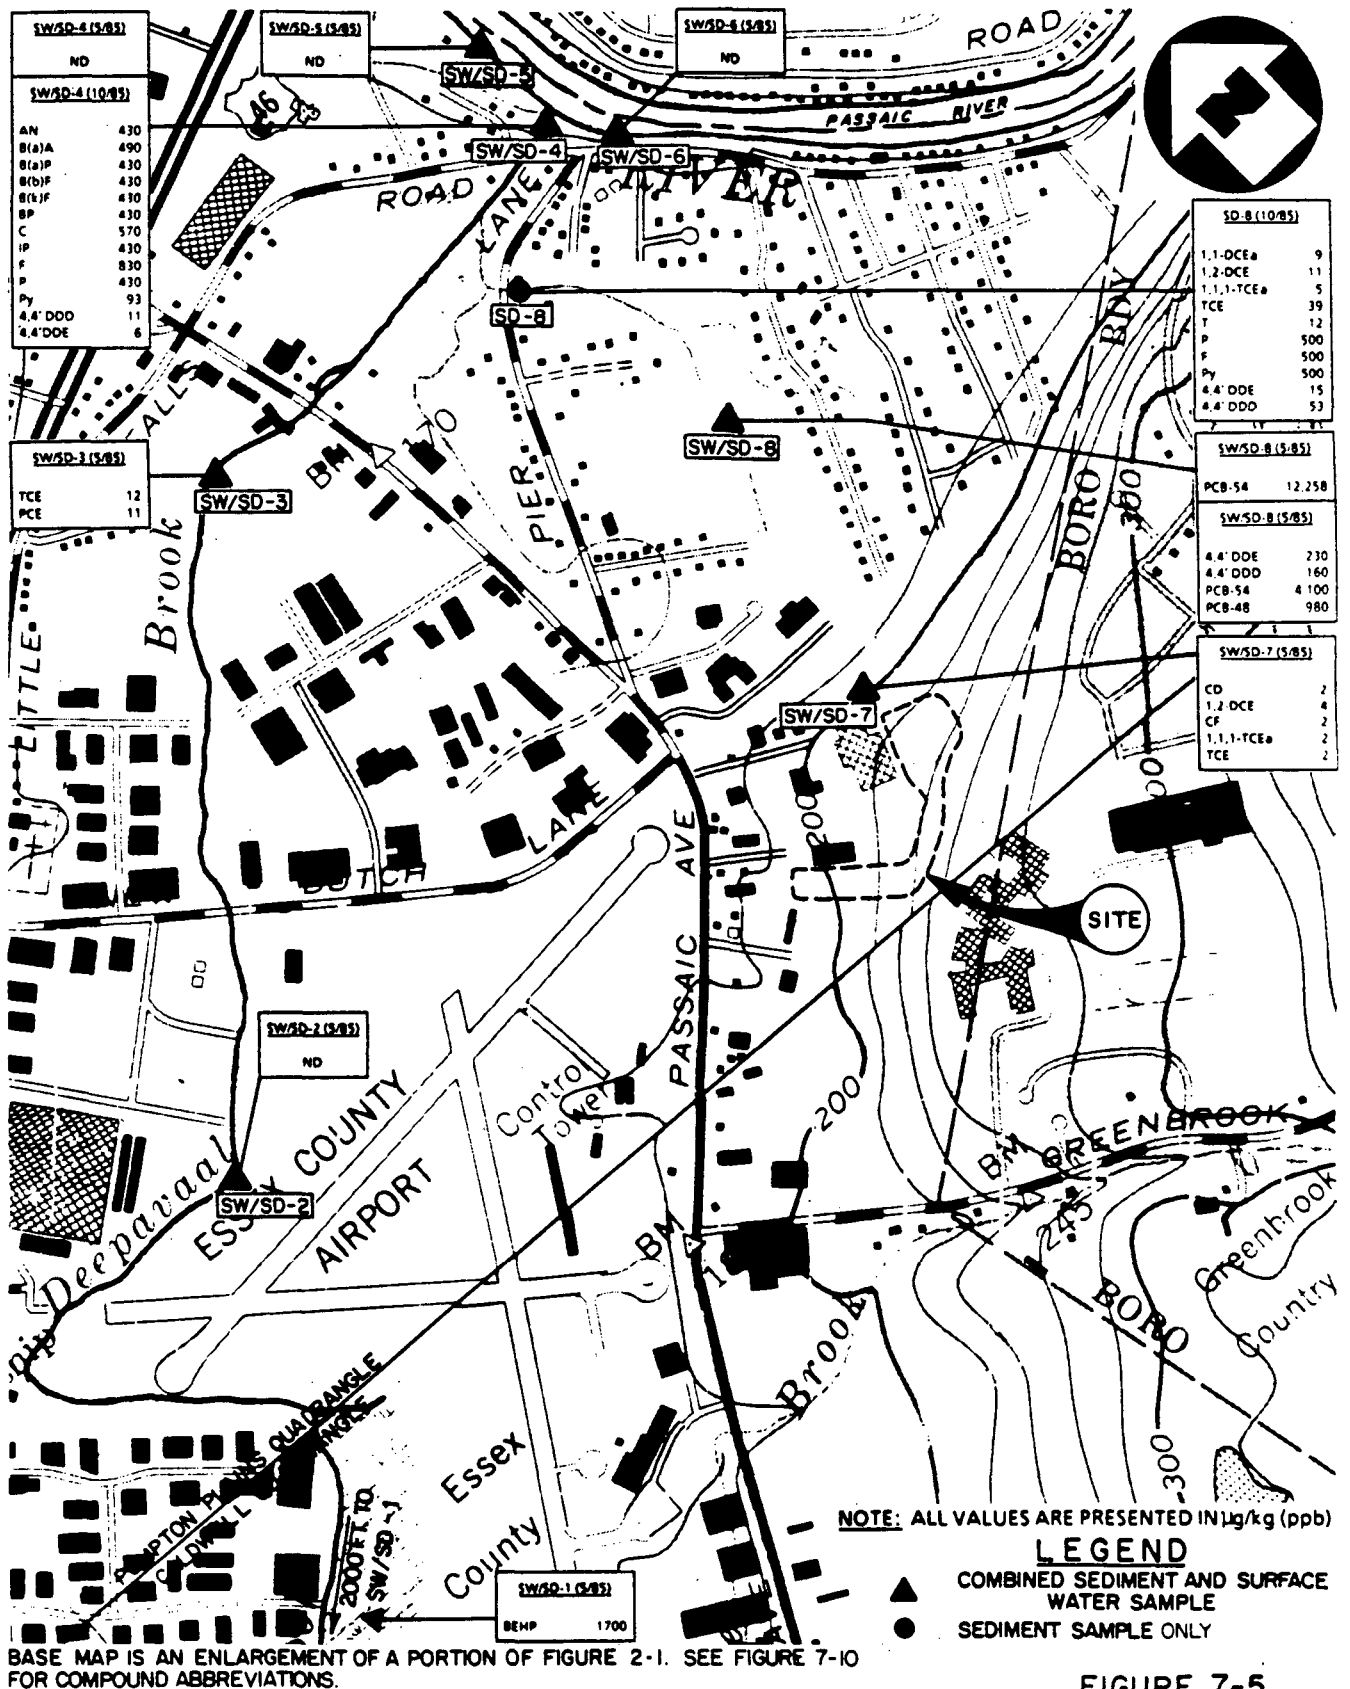 SW/SD-4 (5/85)
ND
SW/SD-4 (10/85)
AN 430
B(a)A 490
B(a)P 430
B(b)F 430
B(k)F 430
BP 430
C 570
IP 430
F 830
P 430
Py 93
4,4' DDD 11
4,4'DDE 6
SW/SD-5 (5/85)
ND
SW/SD-6 (5/85)
ND
46
ROAD
PASSAIC RIVER
SW/SD-5
SW/SD-4
SW/SD-6
N
ROAD
LANE
RIVER
SD-8 (10/85)
1,1-DCEa 9
1,2-DCE 11
1,1,1-TCEa 5
TCE 39
T 12
P 500
F 500
Py 500
4,4' DDE 15
4,4' DDD 53
SD-8
BDY
SW/SD-8
SW/SD-3 (5/85)
TCE 12
PCE 11
SW/SD-3
BM 170
PIER
BORO
300
SW/SD-8 (5/85)
PCB-54 12,258
SW/SD-8 (5/85)
4,4' DDE 230
4,4' DDD 160
PCB-54 4 100
PCB-48 980
Brook
LITTLE
SW/SD-7 (5/85)
CD 2
1,2-DCE 4
CF 2
1,1,1-TCEa 2
TCE 2
SW/SD-7
200
LANE
DUTCH
PASSAIC AVE
SITE
SW/SD-2 (5/85)
ND
SW/SD-2
Deepavaal
ESSEX COUNTY
AIRPORT
Control
Tower
200
BM
GREENBROOK
BM
245
BORO
Greenbrook
Country
Brook
300
QUADRANGLE
CALDWELL
Essex
County
2000 FT. TO
SW/SD-1
SW/SD-1 (5/85)
BEHP 1700
NOTE: ALL VALUES ARE PRESENTED IN µg/kg (ppb)
LEGEND
COMBINED SEDIMENT AND SURFACE
WATER SAMPLE
SEDIMENT SAMPLE ONLY
BASE MAP IS AN ENLARGEMENT OF A PORTION OF FIGURE 2-1. SEE FIGURE 7-10
FOR COMPOUND ABBREVIATIONS.
FIGURE 7-5